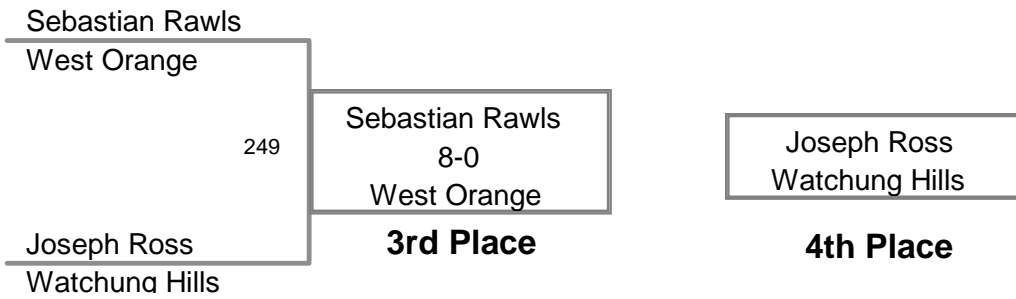 Sebastian Rawls
West Orange
249
Sebastian Rawls
8-0
West Orange
3rd Place
Joseph Ross
Watchung Hills
Joseph Ross
Watchung Hills
4th Place